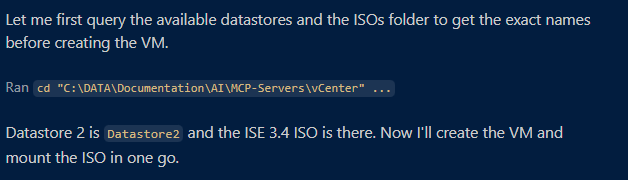 Let me first query the available datastores and the ISOs folder to get the exact names
before creating the VM.
Ran cd "C:\DATA\Documentation\AI\MCP-Servers\vCenter" ...
Datastore 2 is Datastore2 and the ISE 3.4 ISO is there. Now I'll create the VM and
mount the ISO in one go.